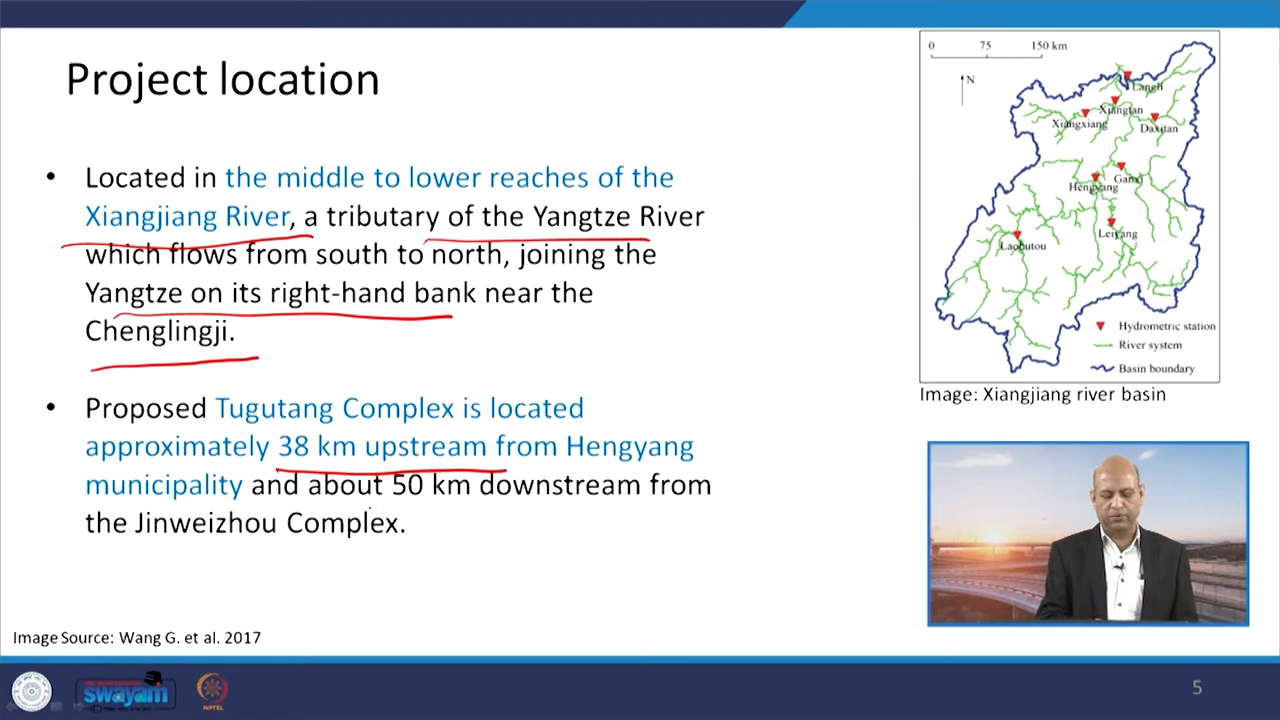 Project location
• Located in the middle to lower reaches of the
Xiangjiang River, a tributary of the Yangtze River
which flows from south to north, joining the
Yangtze on its right-hand bank near the
Chenglingji.
• Proposed Tugutang Complex is located
approximately 38 km upstream from Hengyang
municipality and about 50 km downstream from
the Jinweizhou Complex.
0 75 150 km
N
Langli
Xiangtan
Xiangxiang
Daxitan
Ganxi
Hengyang
Leiyang
Laobutou
Hydrometric station
River system
Basin boundary
Image: Xiangjiang river basin
Image Source: Wang G. et al. 2017
swayam
NPTEL
5